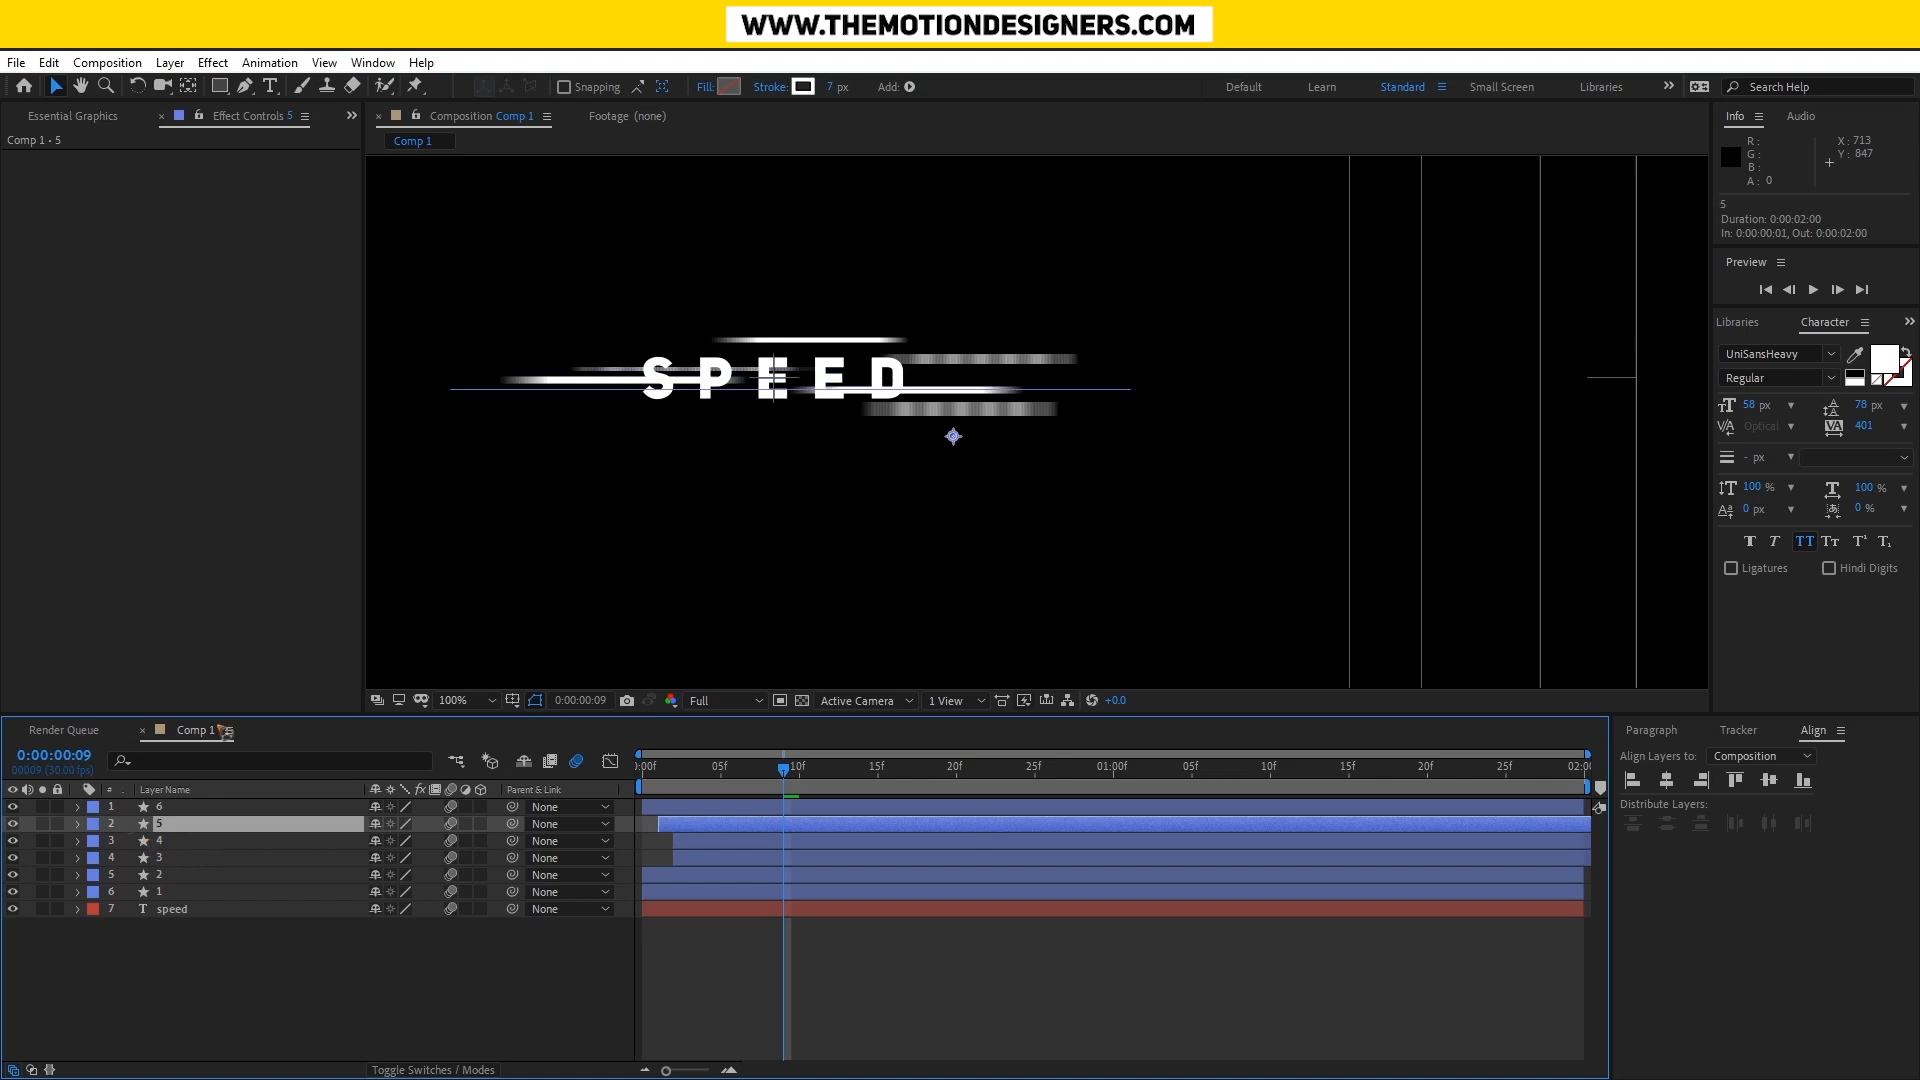 WWW.THEMOTIONDESIGNERS.COM
File Edit Composition Layer Effect Animation View Window Help
Snapping Fill: Stroke: 7 px Add: Default Learn Standard Small Screen Libraries Search Help
Essential Graphics Effect Controls 5 Composition Comp 1 Footage (none) Info Audio
Comp 1 • 5 Comp 1
R : X : 713
G : Y : 847
B :
A : 0
5
Duration: 0:00:02:00
In: 0:00:00:01, Out: 0:00:02:00
Preview
Libraries Character
UniSansHeavy
Regular
58 px 78 px
Optical 401
- px
100 % 100 %
0 px 0 %
TT T TT Tt T¹ T₁
Ligatures Hindi Digits
SPEED
100% 0:00:00:09 Full Active Camera 1 View +0.0
Render Queue Comp 1 Paragraph Tracker Align
0:00:00:09
00009 (30.00 fps)
Align Layers to: Composition
:00f 05f 10f 15f 20f 25f 01:00f 05f 10f 15f 20f 25f 02:0
# Layer Name fx Parent & Link
Distribute Layers:
1 6 None
2 5 None
3 4 None
4 3 None
5 2 None
6 1 None
7 T speed None
Toggle Switches / Modes